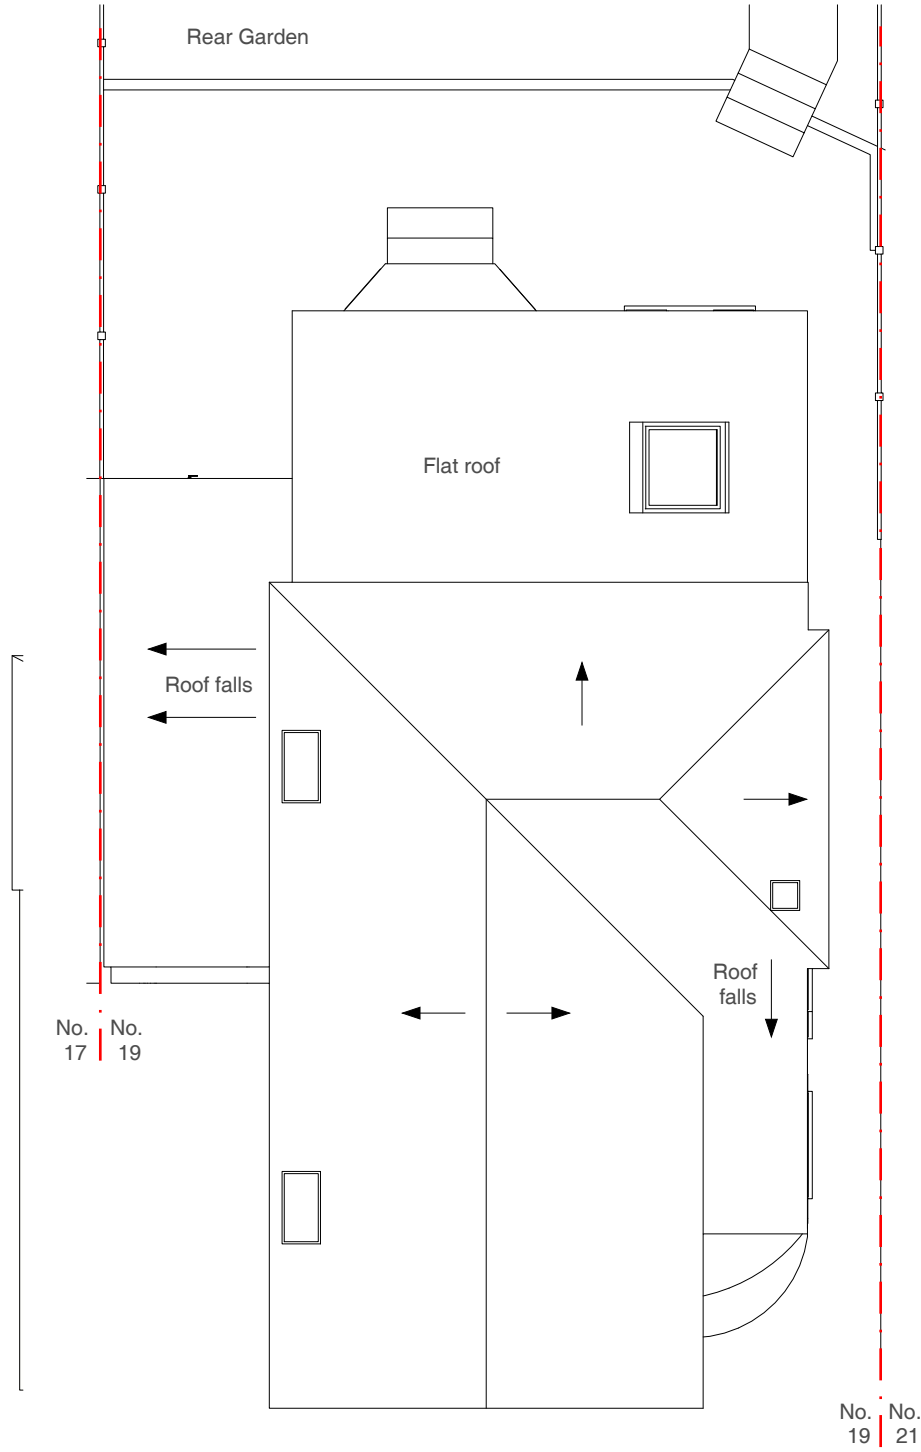 Rear Garden
Flat roof
Roof falls
Roof
falls
No. No.
17 19
No. No.
19 21